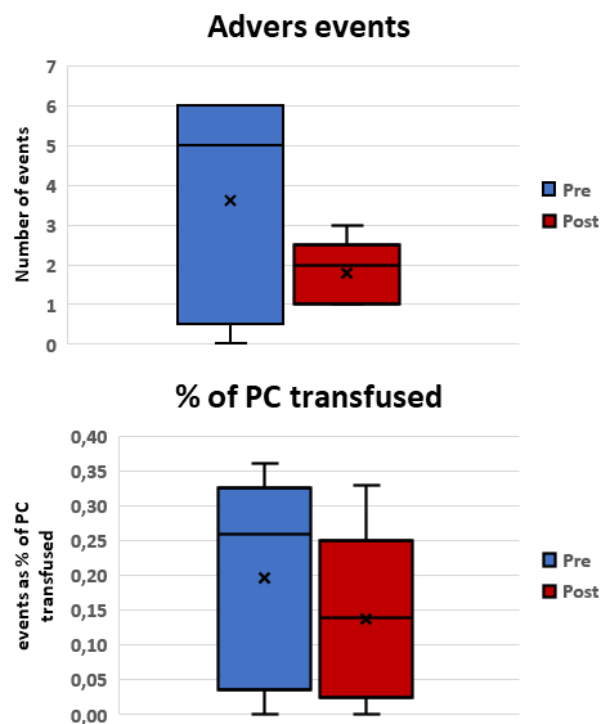 Advers events
7
6
5
4
3
2
1
0
Number of events
Pre
Post
% of PC transfused
0,40
0,35
0,30
0,25
0,20
0,15
0,10
0,05
0,00
events as % of PC
transfused
Pre
Post